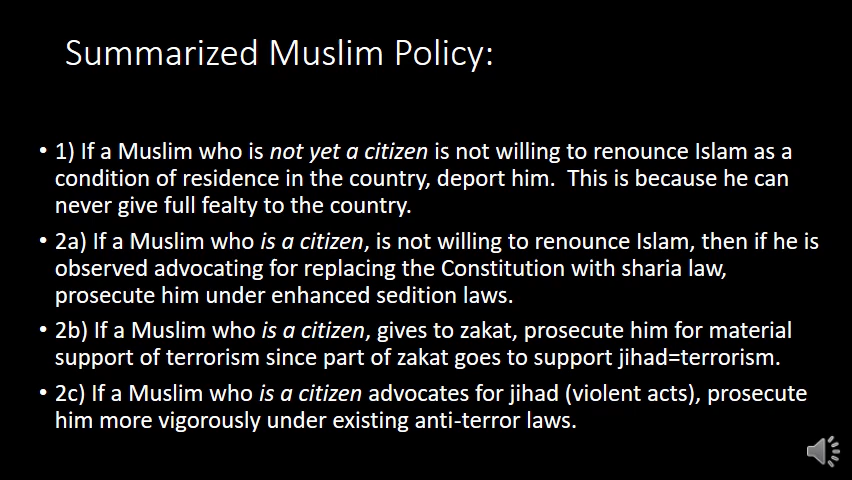 Summarized Muslim Policy:
• 1) If a Muslim who is not yet a citizen is not willing to renounce Islam as a
condition of residence in the country, deport him.  This is because he can
never give full fealty to the country.
• 2a) If a Muslim who is a citizen, is not willing to renounce Islam, then if he is
observed advocating for replacing the Constitution with sharia law,
prosecute him under enhanced sedition laws.
• 2b) If a Muslim who is a citizen, gives to zakat, prosecute him for material
support of terrorism since part of zakat goes to support jihad=terrorism.
• 2c) If a Muslim who is a citizen advocates for jihad (violent acts), prosecute
him more vigorously under existing anti-terror laws.